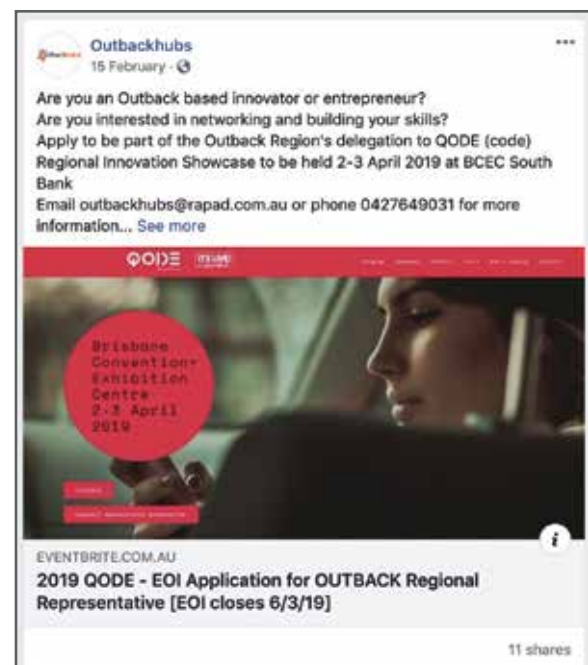 Outbackhubs
15 February ·
Are you an Outback based innovator or entrepreneur?
Are you interested in networking and building your skills?
Apply to be part of the Outback Region's delegation to QODE (code)
Regional Innovation Showcase to be held 2-3 April 2019 at BCEC South
Bank
Email outbackhubs@rapad.com.au or phone 0427649031 for more
information... See more
QODE
Brisbane
Convention+
Exhibition
Centre
2-3 April
2019
i
EVENTBRITE.COM.AU
2019 QODE - EOI Application for OUTBACK Regional
Representative [EOI closes 6/3/19]
11 shares